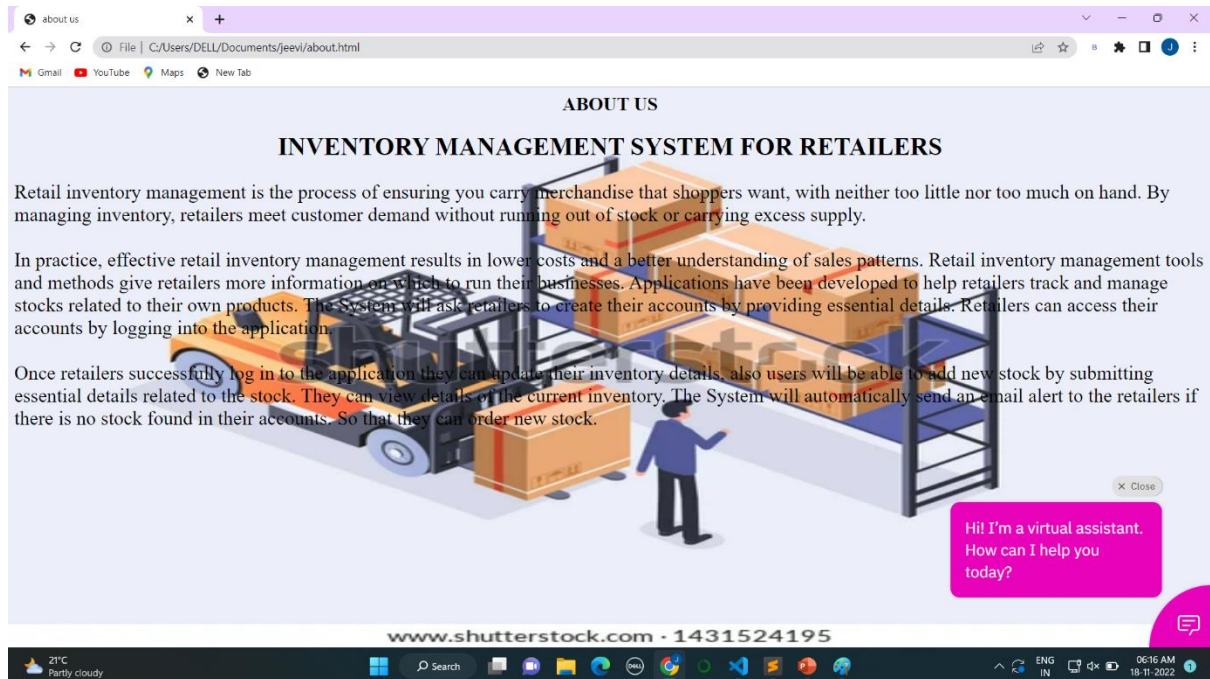 about us
File
C:/Users/DELL/Documents/jeevi/about.html
B
J
Gmail
YouTube
Maps
New Tab
ABOUT US
INVENTORY MANAGEMENT SYSTEM FOR RETAILERS
Retail inventory management is the process of ensuring you carry merchandise that shoppers want, with neither too little nor too much on hand. By
managing inventory, retailers meet customer demand without running out of stock or carrying excess supply.
In practice, effective retail inventory management results in lower costs and a better understanding of sales patterns. Retail inventory management tools
and methods give retailers more information on which to run their businesses. Applications have been developed to help retailers track and manage
stocks related to their own products. The System will ask retailers to create their accounts by providing essential details. Retailers can access their
accounts by logging into the application.
shutterstock
Once retailers successfully log in to the application they can update their inventory details, also users will be able to add new stock by submitting
essential details related to the stock. They can view details of the current inventory. The System will automatically send an email alert to the retailers if
there is no stock found in their accounts. So that they can order new stock.
Close
Hi! I'm a virtual assistant.
How can I help you
today?
www.shutterstock.com · 1431524195
21°C
Partly cloudy
Search
DELL
ENG
IN
06:16 AM
18-11-2022
1